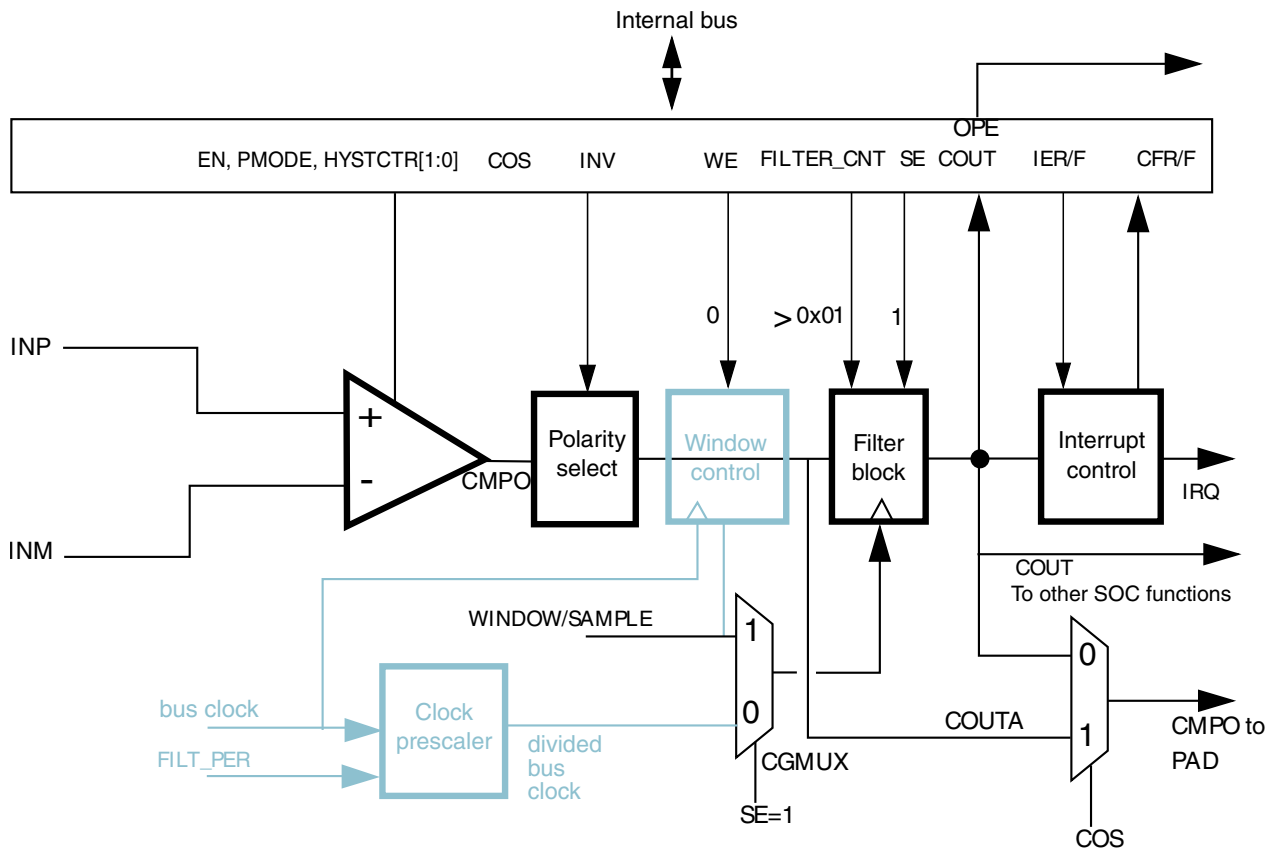 Internal bus
OPE
EN, PMODE, HYSTCTR[1:0] COS INV WE FILTER_CNT SE COUT IER/F CFR/F
0 > 0x01 1
INP
+
-
INM
CMPO
Polarity
select
Window
control
Filter
block
Interrupt
control
IRQ
COUT
To other SOC functions
WINDOW/SAMPLE
1
0
CGMUX
SE=1
bus clock
FILT_PER
Clock
prescaler
divided
bus
clock
0
1
COUTA
CMPO to
PAD
COS